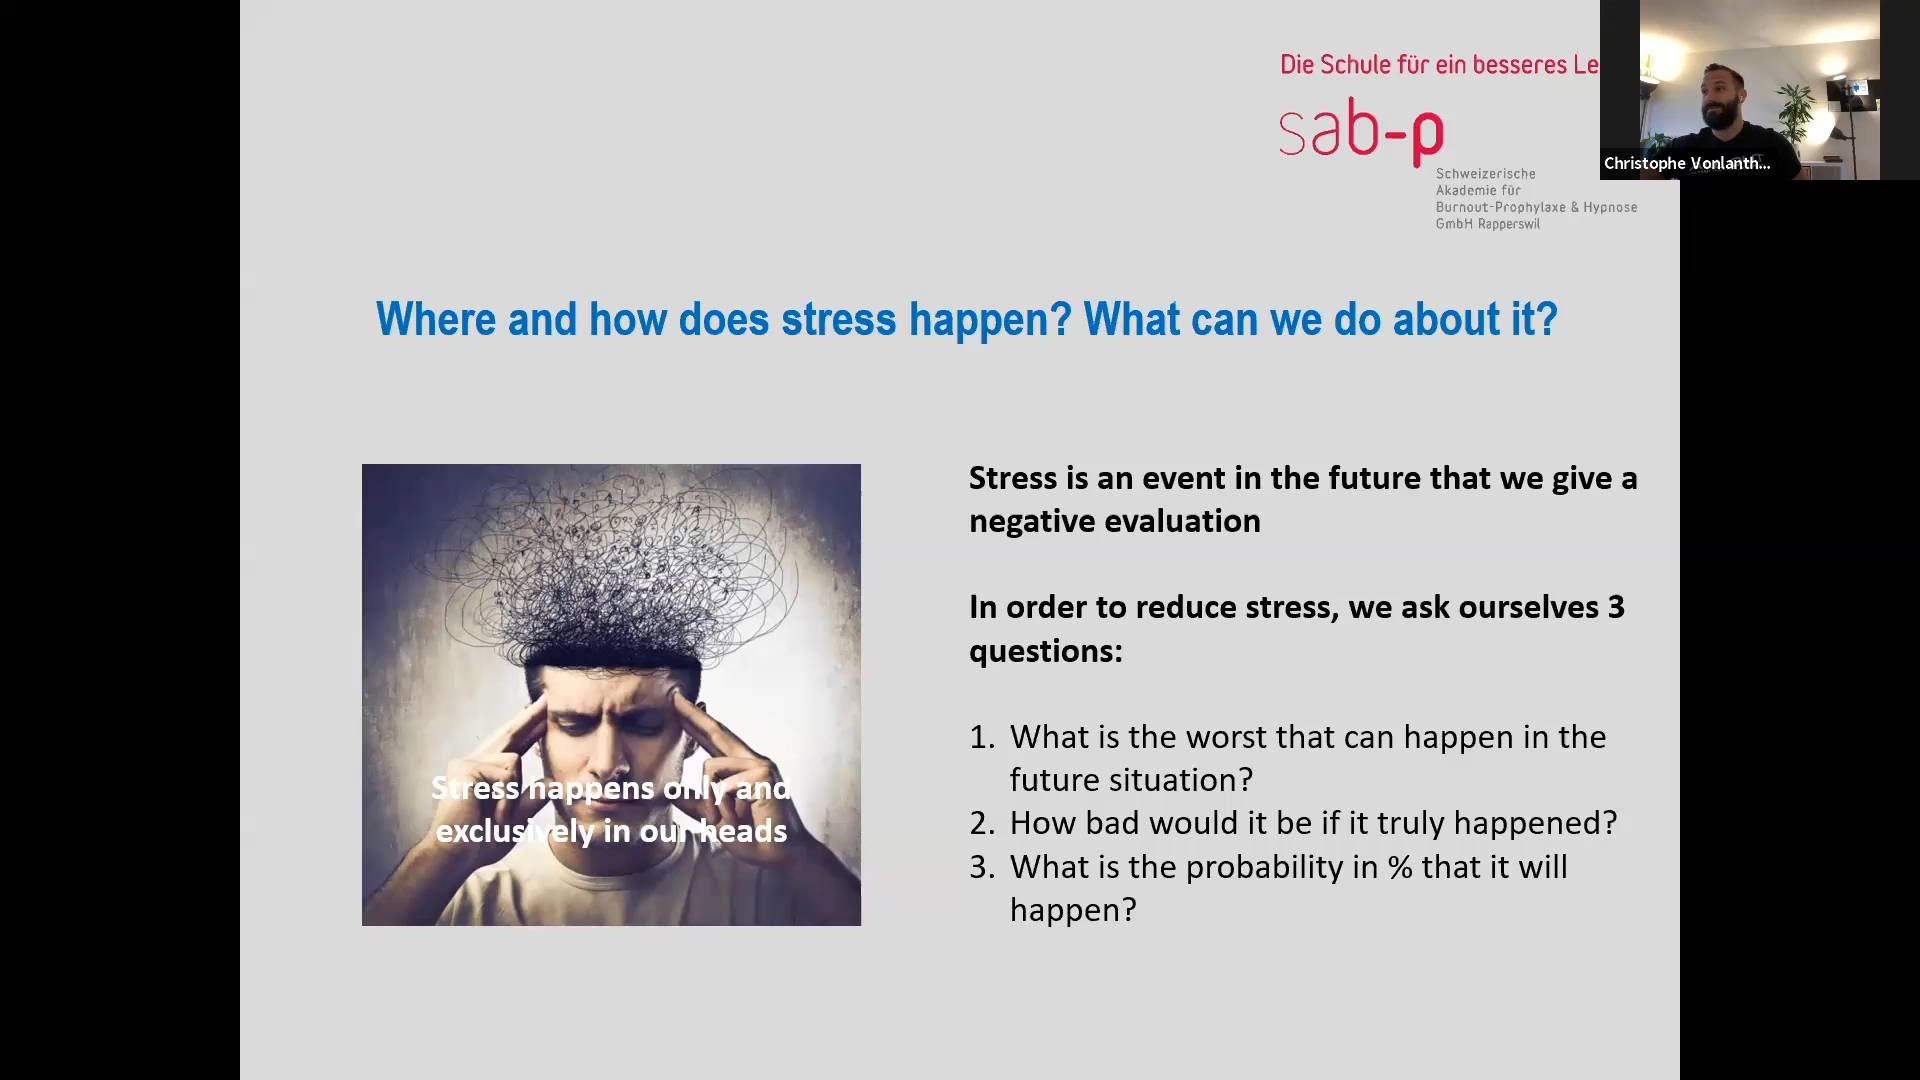 Die Schule für ein besseres Le
sab-p
Schweizerische
Akademie für
Burnout-Prophylaxe & Hypnose
GmbH Rapperswil
Christophe Vonlanth...
Where and how does stress happen? What can we do about it?
Stress happens only and
exclusively in our heads
Stress is an event in the future that we give a
negative evaluation
In order to reduce stress, we ask ourselves 3
questions:
1. What is the worst that can happen in the
future situation?
2. How bad would it be if it truly happened?
3. What is the probability in % that it will
happen?